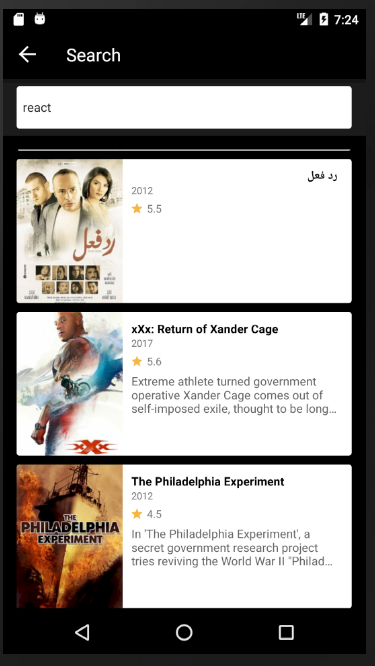 LTE 7:24
Search
react
رد فعل
2012
5.5
رد فعل
xXx: Return of Xander Cage
2017
5.6
Extreme athlete turned government
operative Xander Cage comes out of
self-imposed exile, thought to be long...
xXx
The Philadelphia Experiment
2012
4.5
In 'The Philadelphia Experiment', a
secret government research project
tries reviving the World War II "Philad...
THE
PHILADELPHIA
EXPERIMENT